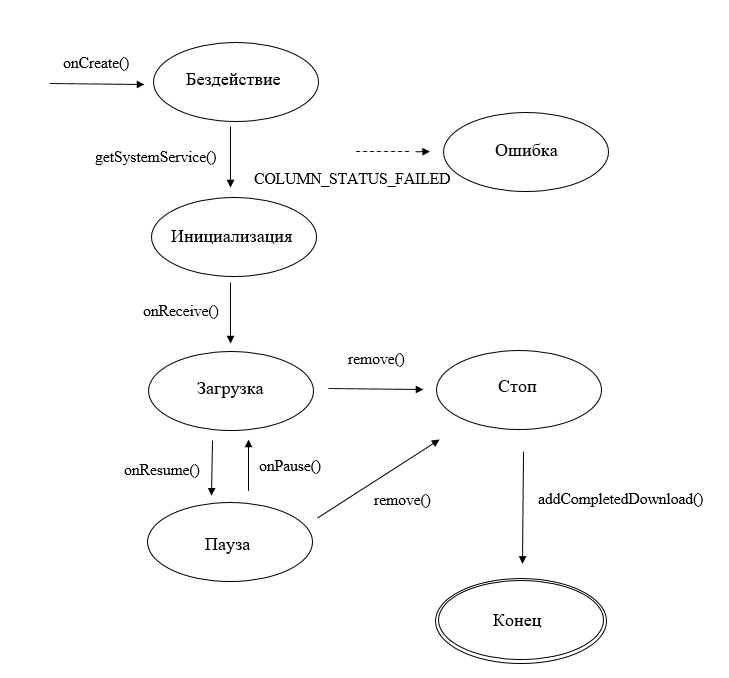 onCreate()
Бездействие
getSystemService()
Ошибка
COLUMN_STATUS_FAILED
Инициализация
onReceive()
remove()
Загрузка
Стоп
onResume()
onPause()
remove()
addCompletedDownload()
Пауза
Конец